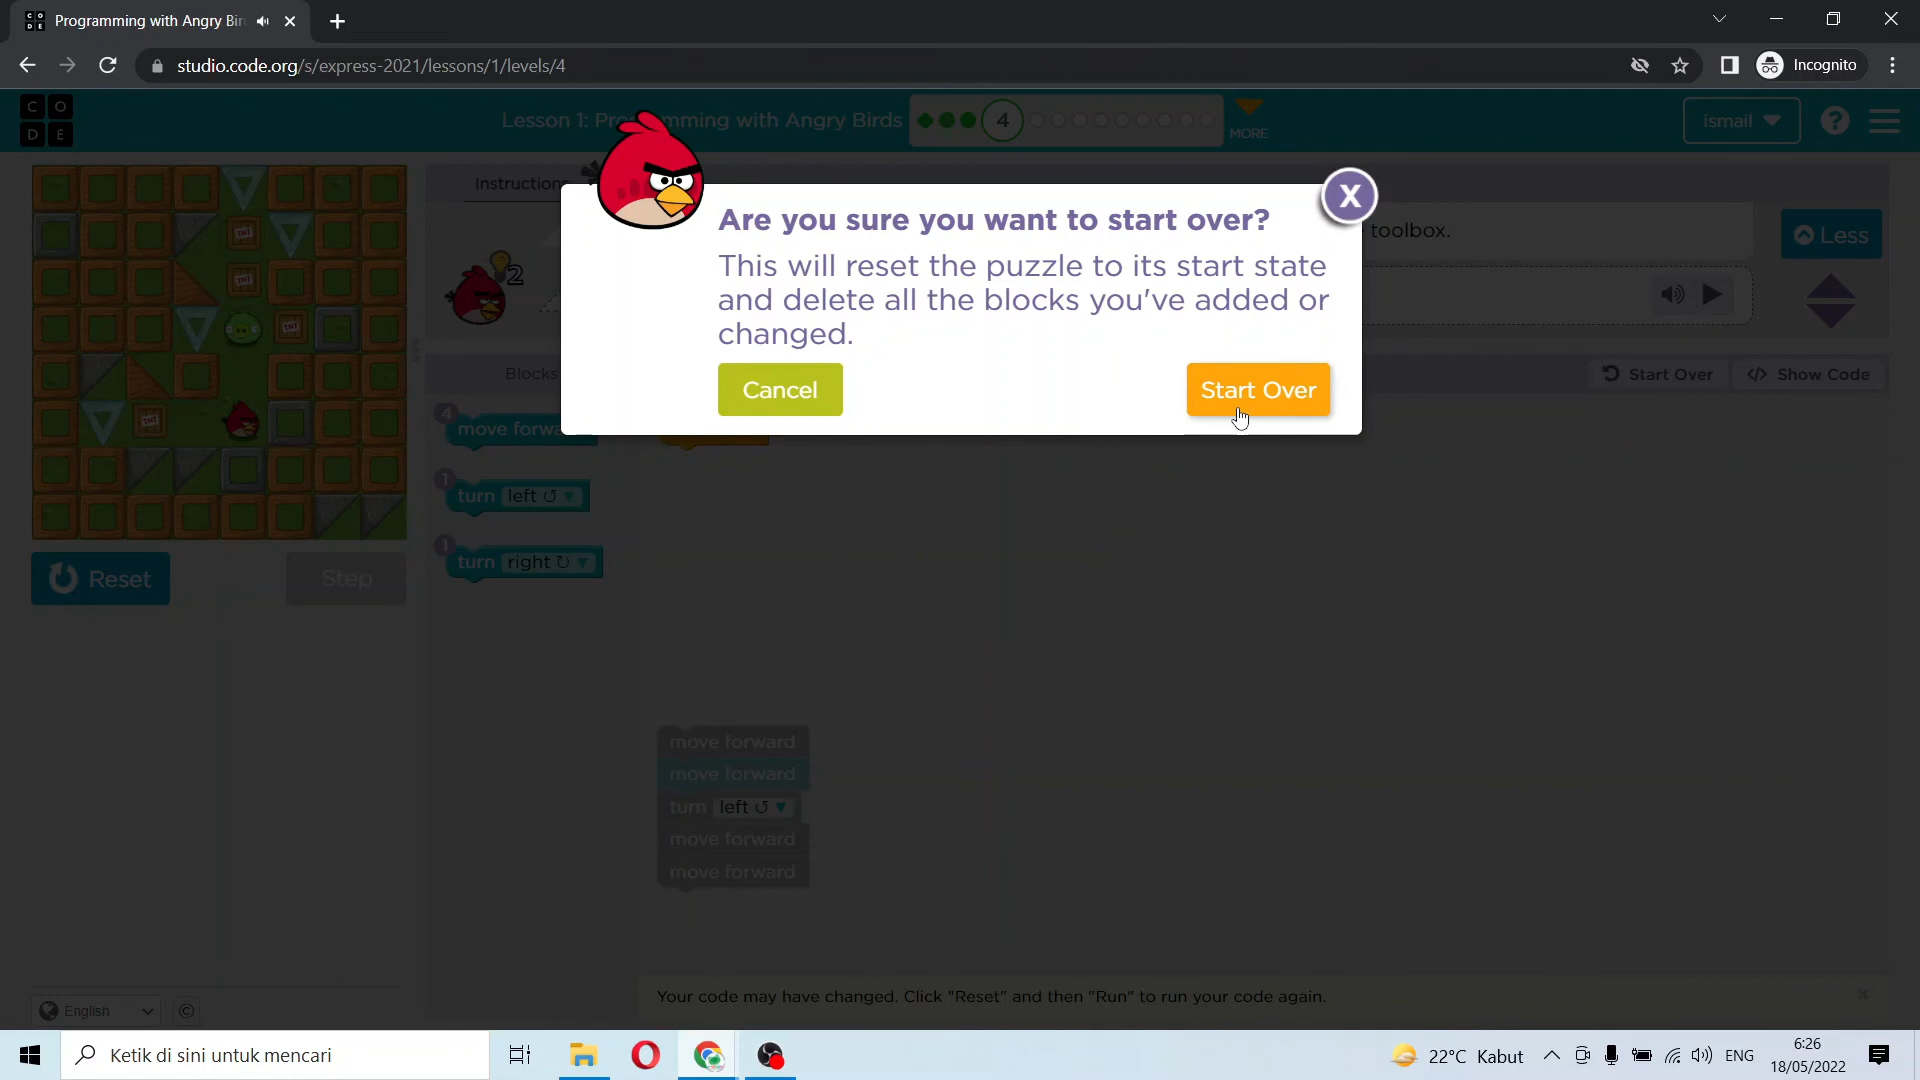 Programming with Angry Bir
studio.code.org/s/express-2021/lessons/1/levels/4
Incognito
C O
D E
Lesson 1: Pr mming with Angry Birds
4
MORE
ismail
?
Instruction
X
Are you sure you want to start over?
This will reset the puzzle to its start state
and delete all the blocks you've added or
changed.
Cancel
Start Over
toolbox.
Less
2
TNT
TNT
TNT
TNT
Blocks
Start Over
</> Show Code
4
move forwa
1
turn left
1
turn right
Reset
Step
move forward
move forward
turn left
move forward
move forward
Your code may have changed. Click "Reset" and then "Run" to run your code again.
English
©
Ketik di sini untuk mencari
22°C Kabut
ENG
6:26
18/05/2022